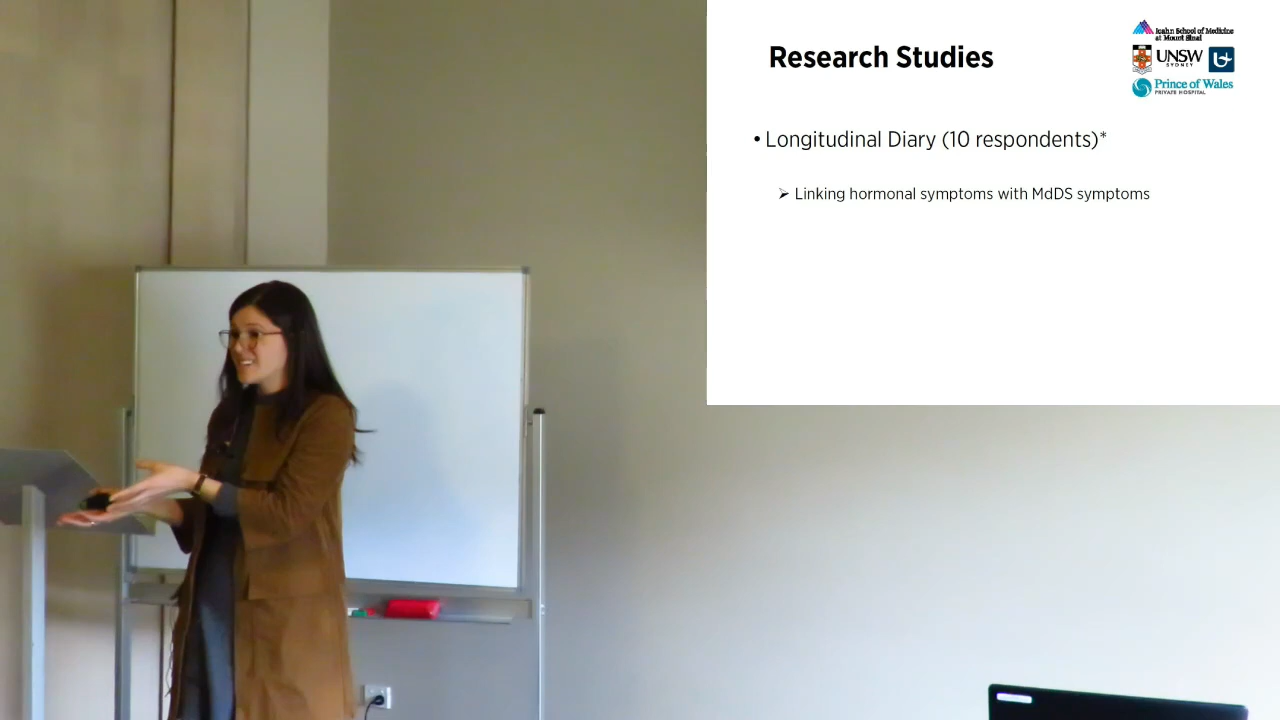 Research Studies
Icahn School of Medicine
at Mount Sinai
UNSW
SYDNEY
Prince of Wales
PRIVATE HOSPITAL
• Longitudinal Diary (10 respondents)*
➢ Linking hormonal symptoms with MdDS symptoms